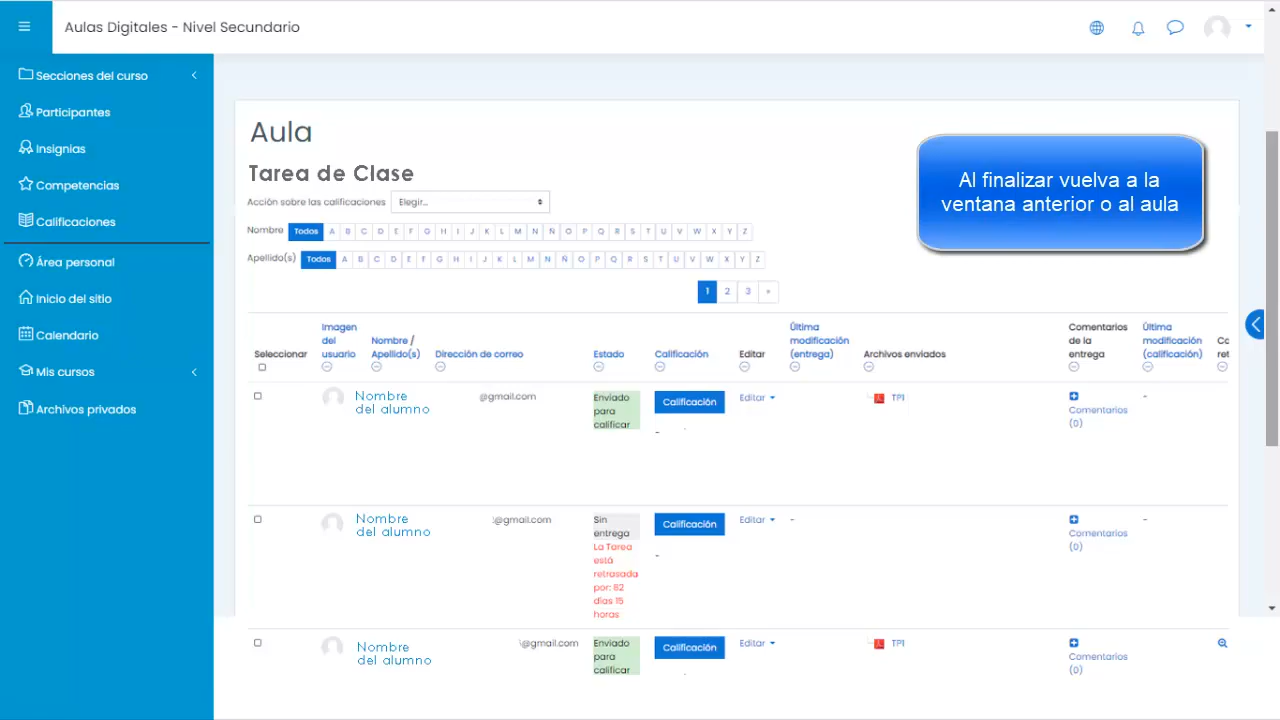 Aulas Digitales - Nivel Secundario
Secciones del curso
Participantes
Insignias
Competencias
Calificaciones
Área personal
Inicio del sitio
Calendario
Mis cursos
Archivos privados
Aula
Tarea de Clase
Al finalizar vuelva a la
ventana anterior o al aula
Acción sobre las calificaciones Elegir...
Nombre Todos A B C D E F G H I J K L M N Ñ O P Q R S T U V W X Y Z
Apellido(s) Todos A B C D E F G H I J K L M N Ñ O P Q R S T U V W X Y Z
1 2 3 »
Seleccionar
Imagen
del
usuario
Nombre /
Apellido(s)
Dirección de correo
Estado
Calificación
Editar
Última
modificación
(entrega)
Archivos enviados
Comentarios
de la
entrega
Última
modificación
(calificación)
Co
ret
Nombre
del alumno
@gmail.com
Enviado
para
calificar
Calificación
-
Editar
TP1
Comentarios
(0)
-
Nombre
del alumno
@gmail.com
Sin
entrega
La Tarea
está
retrasada
por: 82
días 15
horas
Calificación
-
Editar
-
Comentarios
(0)
-
Nombre
del alumno
@gmail.com
Enviado
para
calificar
Calificación
Editar
TP1
Comentarios
(0)